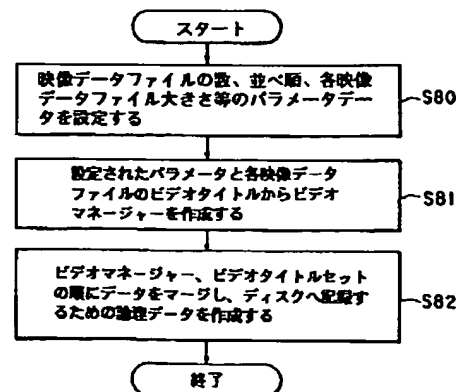 スタート
映像データファイルの数、並べ順、各映像
データファイル大きさ等のパラメータデー
タを設定する
S80
設定されたパラメータと各映像データ
ファイルのビデオタイトルからビデオ
マネージャーを作成する
S81
ビデオマネージャー、ビデオタイトルセット
の順にデータをマージし、ディスクへ記録す
るための論理データを作成する
S82
終了